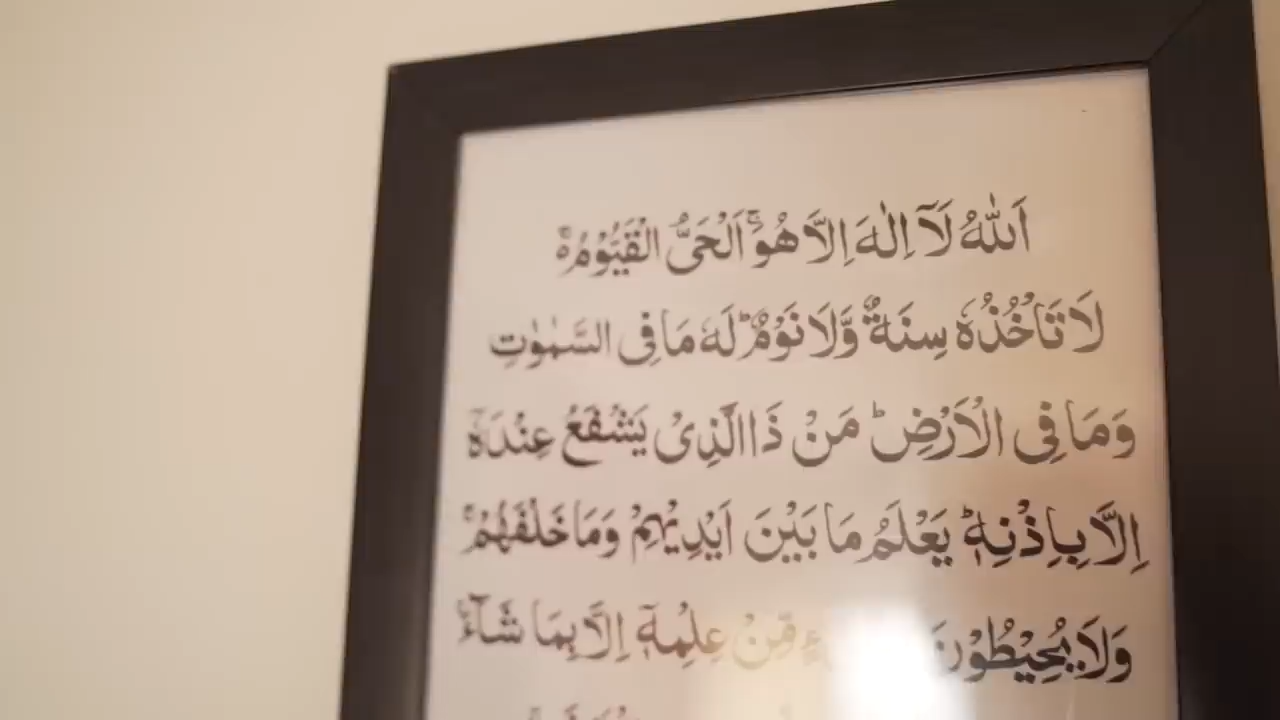 اَللّٰهُ لَآ اِلٰهَ اِلَّا هُوَ ۚ اَلْحَیُّ الْقَیُّوْمُ ەۚ
لَا تَاْخُذُهٗ سِنَةٌ وَّلَا نَوْمٌ ؕ لَهٗ مَا فِی السَّمٰوٰتِ
وَمَا فِی الْاَرْضِ ؕ مَنْ ذَا الَّذِیْ یَشْفَعُ عِنْدَهٗۤ
اِلَّا بِاِذْنِهٖ ؕ یَعْلَمُ مَا بَیْنَ اَیْدِیْهِمْ وَمَا خَلْفَهُمْ ۚ
وَلَا یُحِیْطُوْنَ مِّنْ عِلْمِهٖۤ اِلَّا بِمَا شَآءَ ۚ